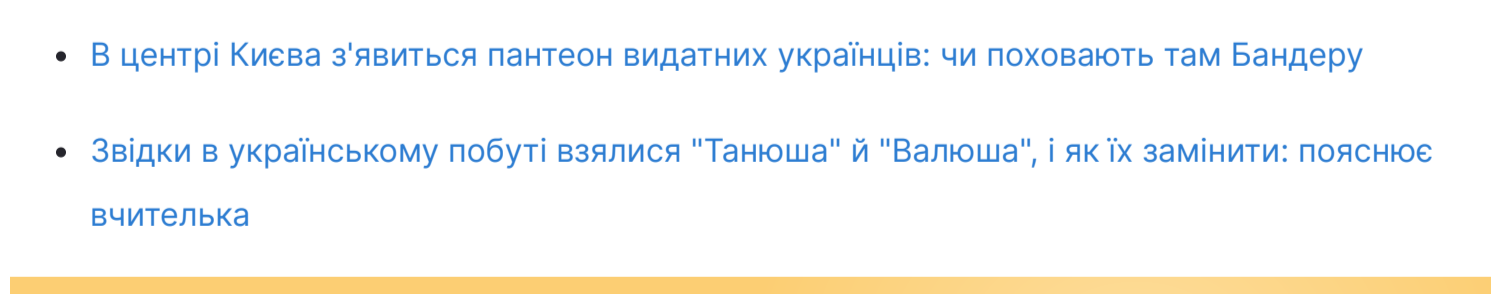 В центрі Києва з'явиться пантеон видатних українців: чи поховають там Бандеру
Звідки в українському побуті взялися "Танюша" й "Валюша", і як їх замінити: пояснює
вчителька